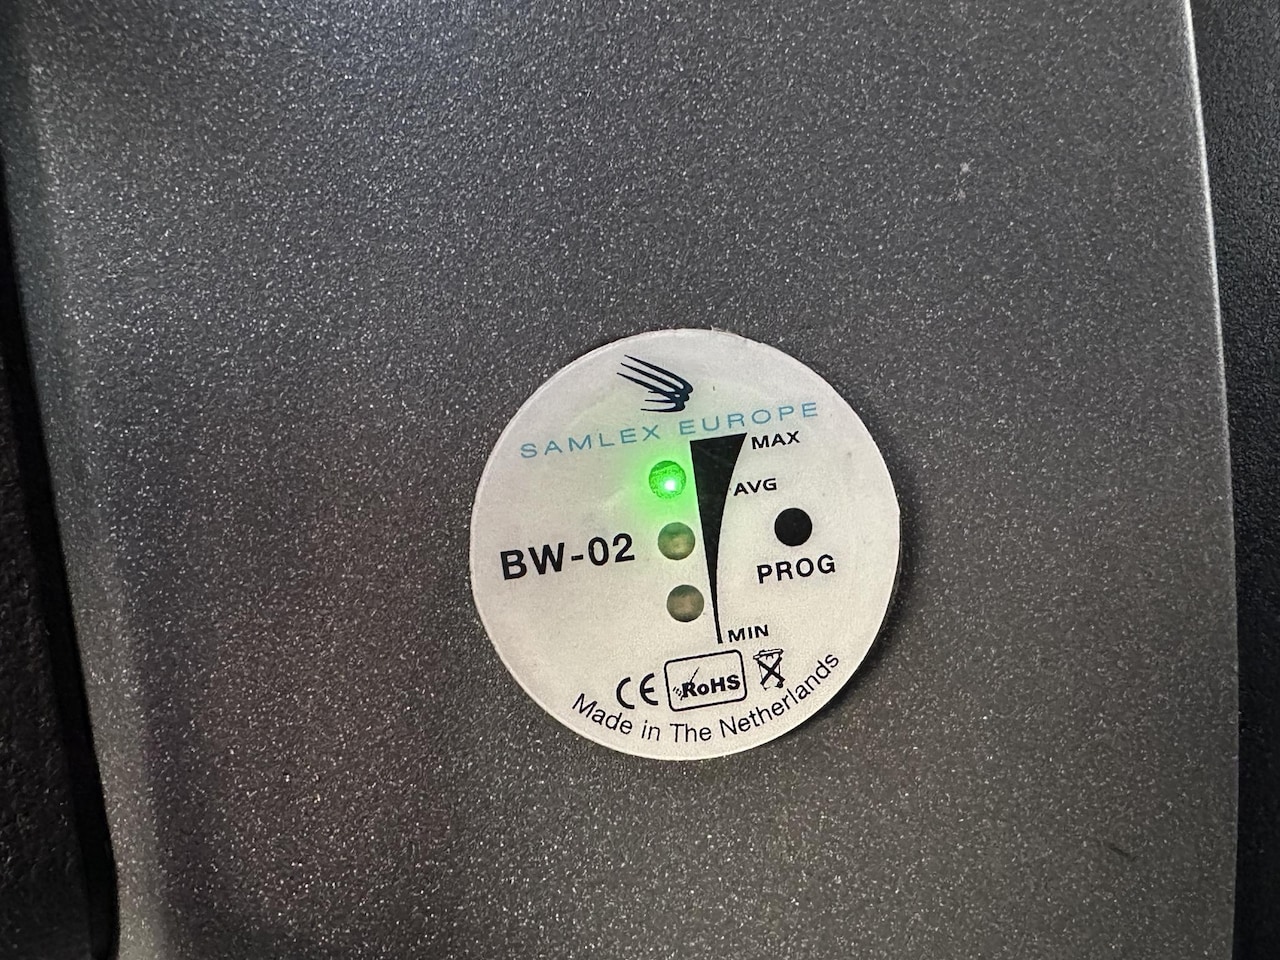 SAMLEX EUROPE
MAX
AVG
BW-02
PROG
MIN
CE RoHS
Made in The Netherlands